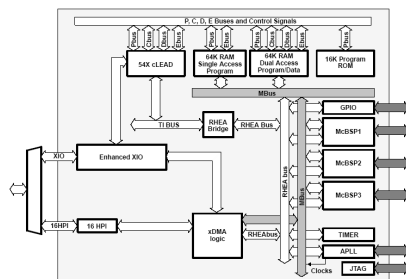 P, C, D, E Buses and Control Signals
Pbus
Cbus
Dbus
Ebus
Pbus
Ebus
Pbus
Cbus
Dbus
Ebus
Pbus
54X cLEAD
64K RAM
Single Access
Program
64K RAM
Dual Access
Program/Data
16K Program
ROM
MBus
GPIO
TI BUS
RHEA
Bridge
RHEA Bus
McBSP1
XIO
Enhanced XIO
RHEA bus
MBus
McBSP2
McBSP3
16HPI
16 HPI
xDMA
logic
RHEAbus
TIMER
APLL
Clocks
JTAG